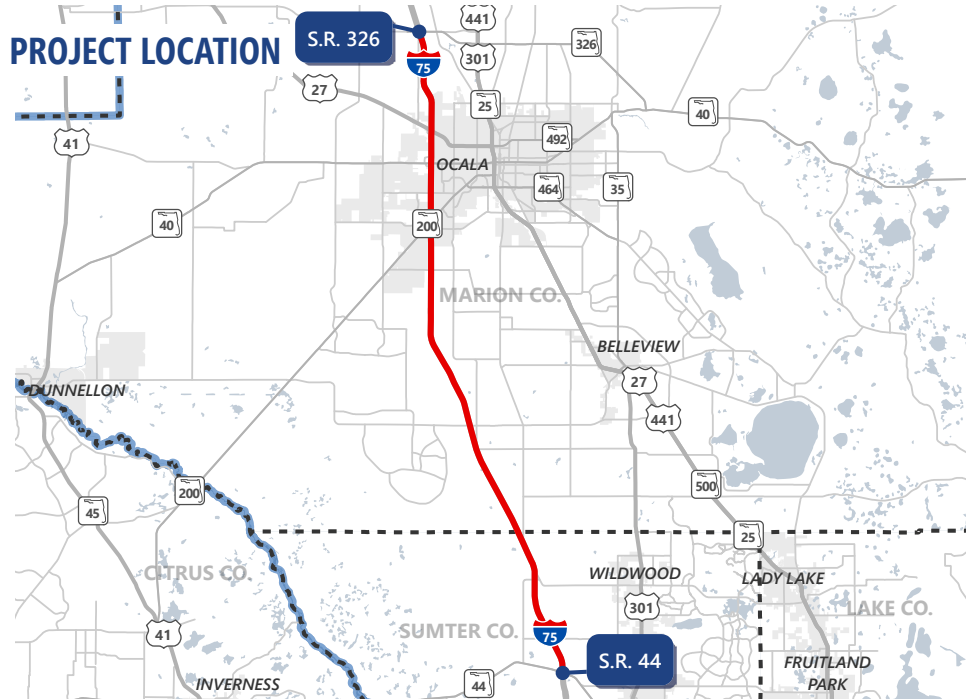 PROJECT LOCATION
S.R. 326
441
326
301
75
27
25
40
492
41
OCALA
464
35
40
200
MARION CO.
BELLEVIEW
27
DUNNELLON
441
200
500
45
25
CITRUS CO.
WILDWOOD
LADY LAKE
301
LAKE CO.
SUMTER CO.
41
75
S.R. 44
FRUITLAND
PARK
INVERNESS
44